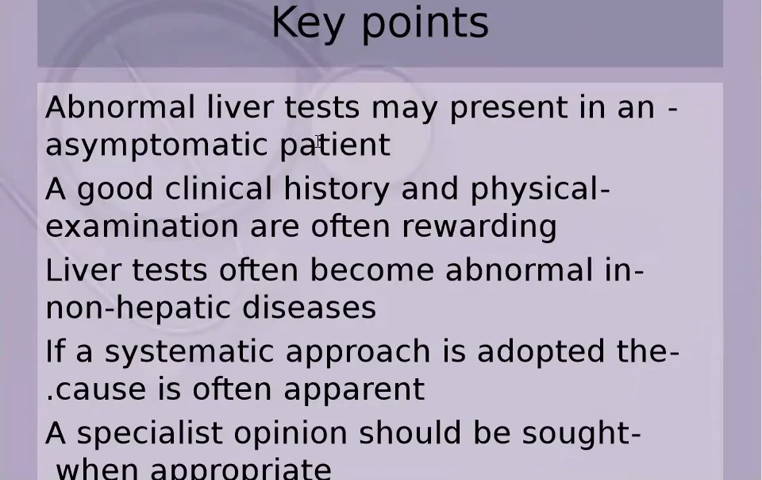 Key points
Abnormal liver tests may present in an -
asymptomatic patient
A good clinical history and physical-
examination are often rewarding
Liver tests often become abnormal in-
non-hepatic diseases
If a systematic approach is adopted the-
.cause is often apparent
A specialist opinion should be sought-
when appropriate